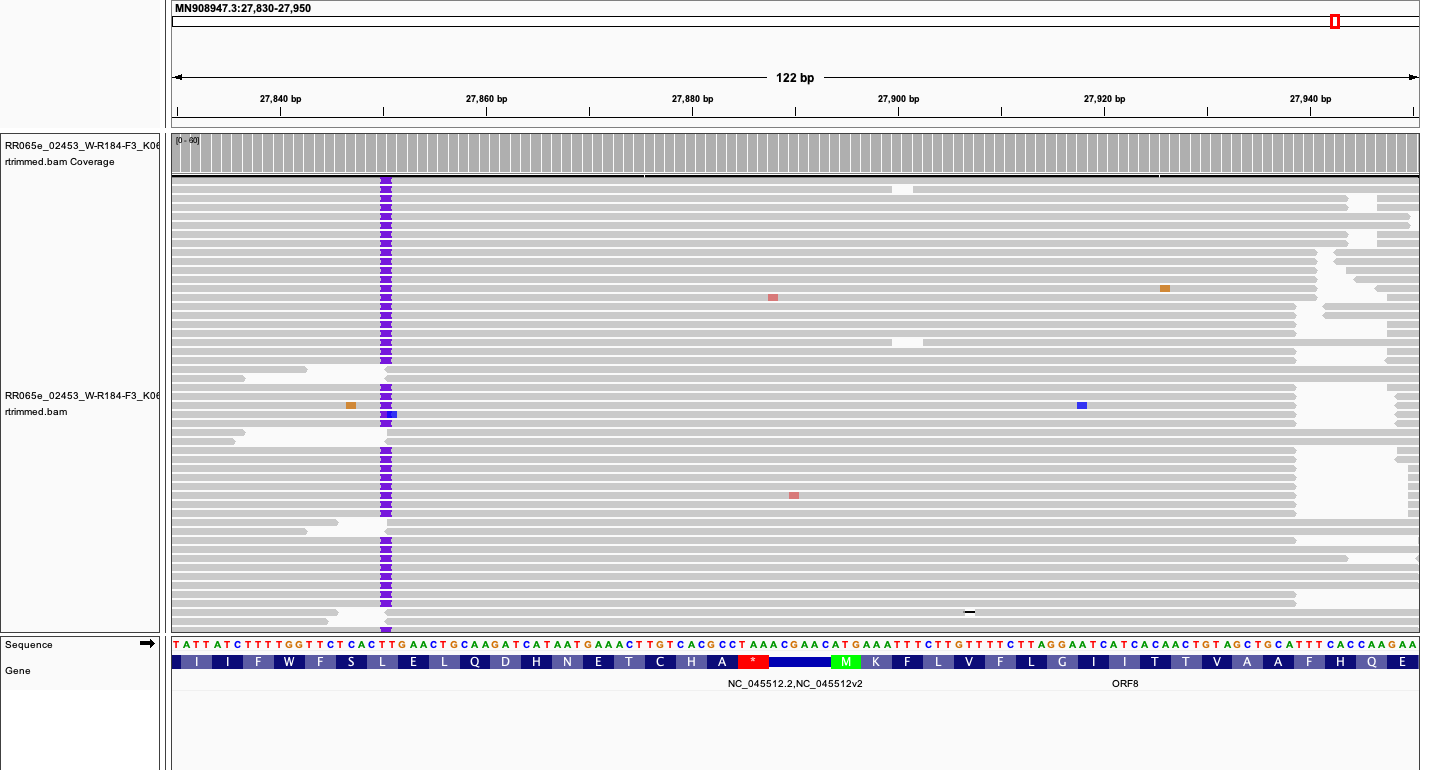 MN908947.3:27,830-27,950
122 bp
27,840 bp 27,860 bp 27,880 bp 27,900 bp 27,920 bp 27,940 bp
RR065e_02453_W-R184-F3_K06
rtrimmed.bam Coverage
[0 - 60]
RR065e_02453_W-R184-F3_K06
rtrimmed.bam
Sequence
TATTATCTTTTGGTTCTCACTTGAACTGCAAGATCATAATGAAACTTGTCACGCCTAAACGAACATGAAATTTCTTGTTTTCTTAGGAATCATCACAACTGTAGCTGCATTTCACCAAGAA
Gene
I I F W F S L E L Q D H N E T C H A * M K F L V F L G I I T T V A A F H Q E
NC_045512.2,NC_045512v2 ORF8